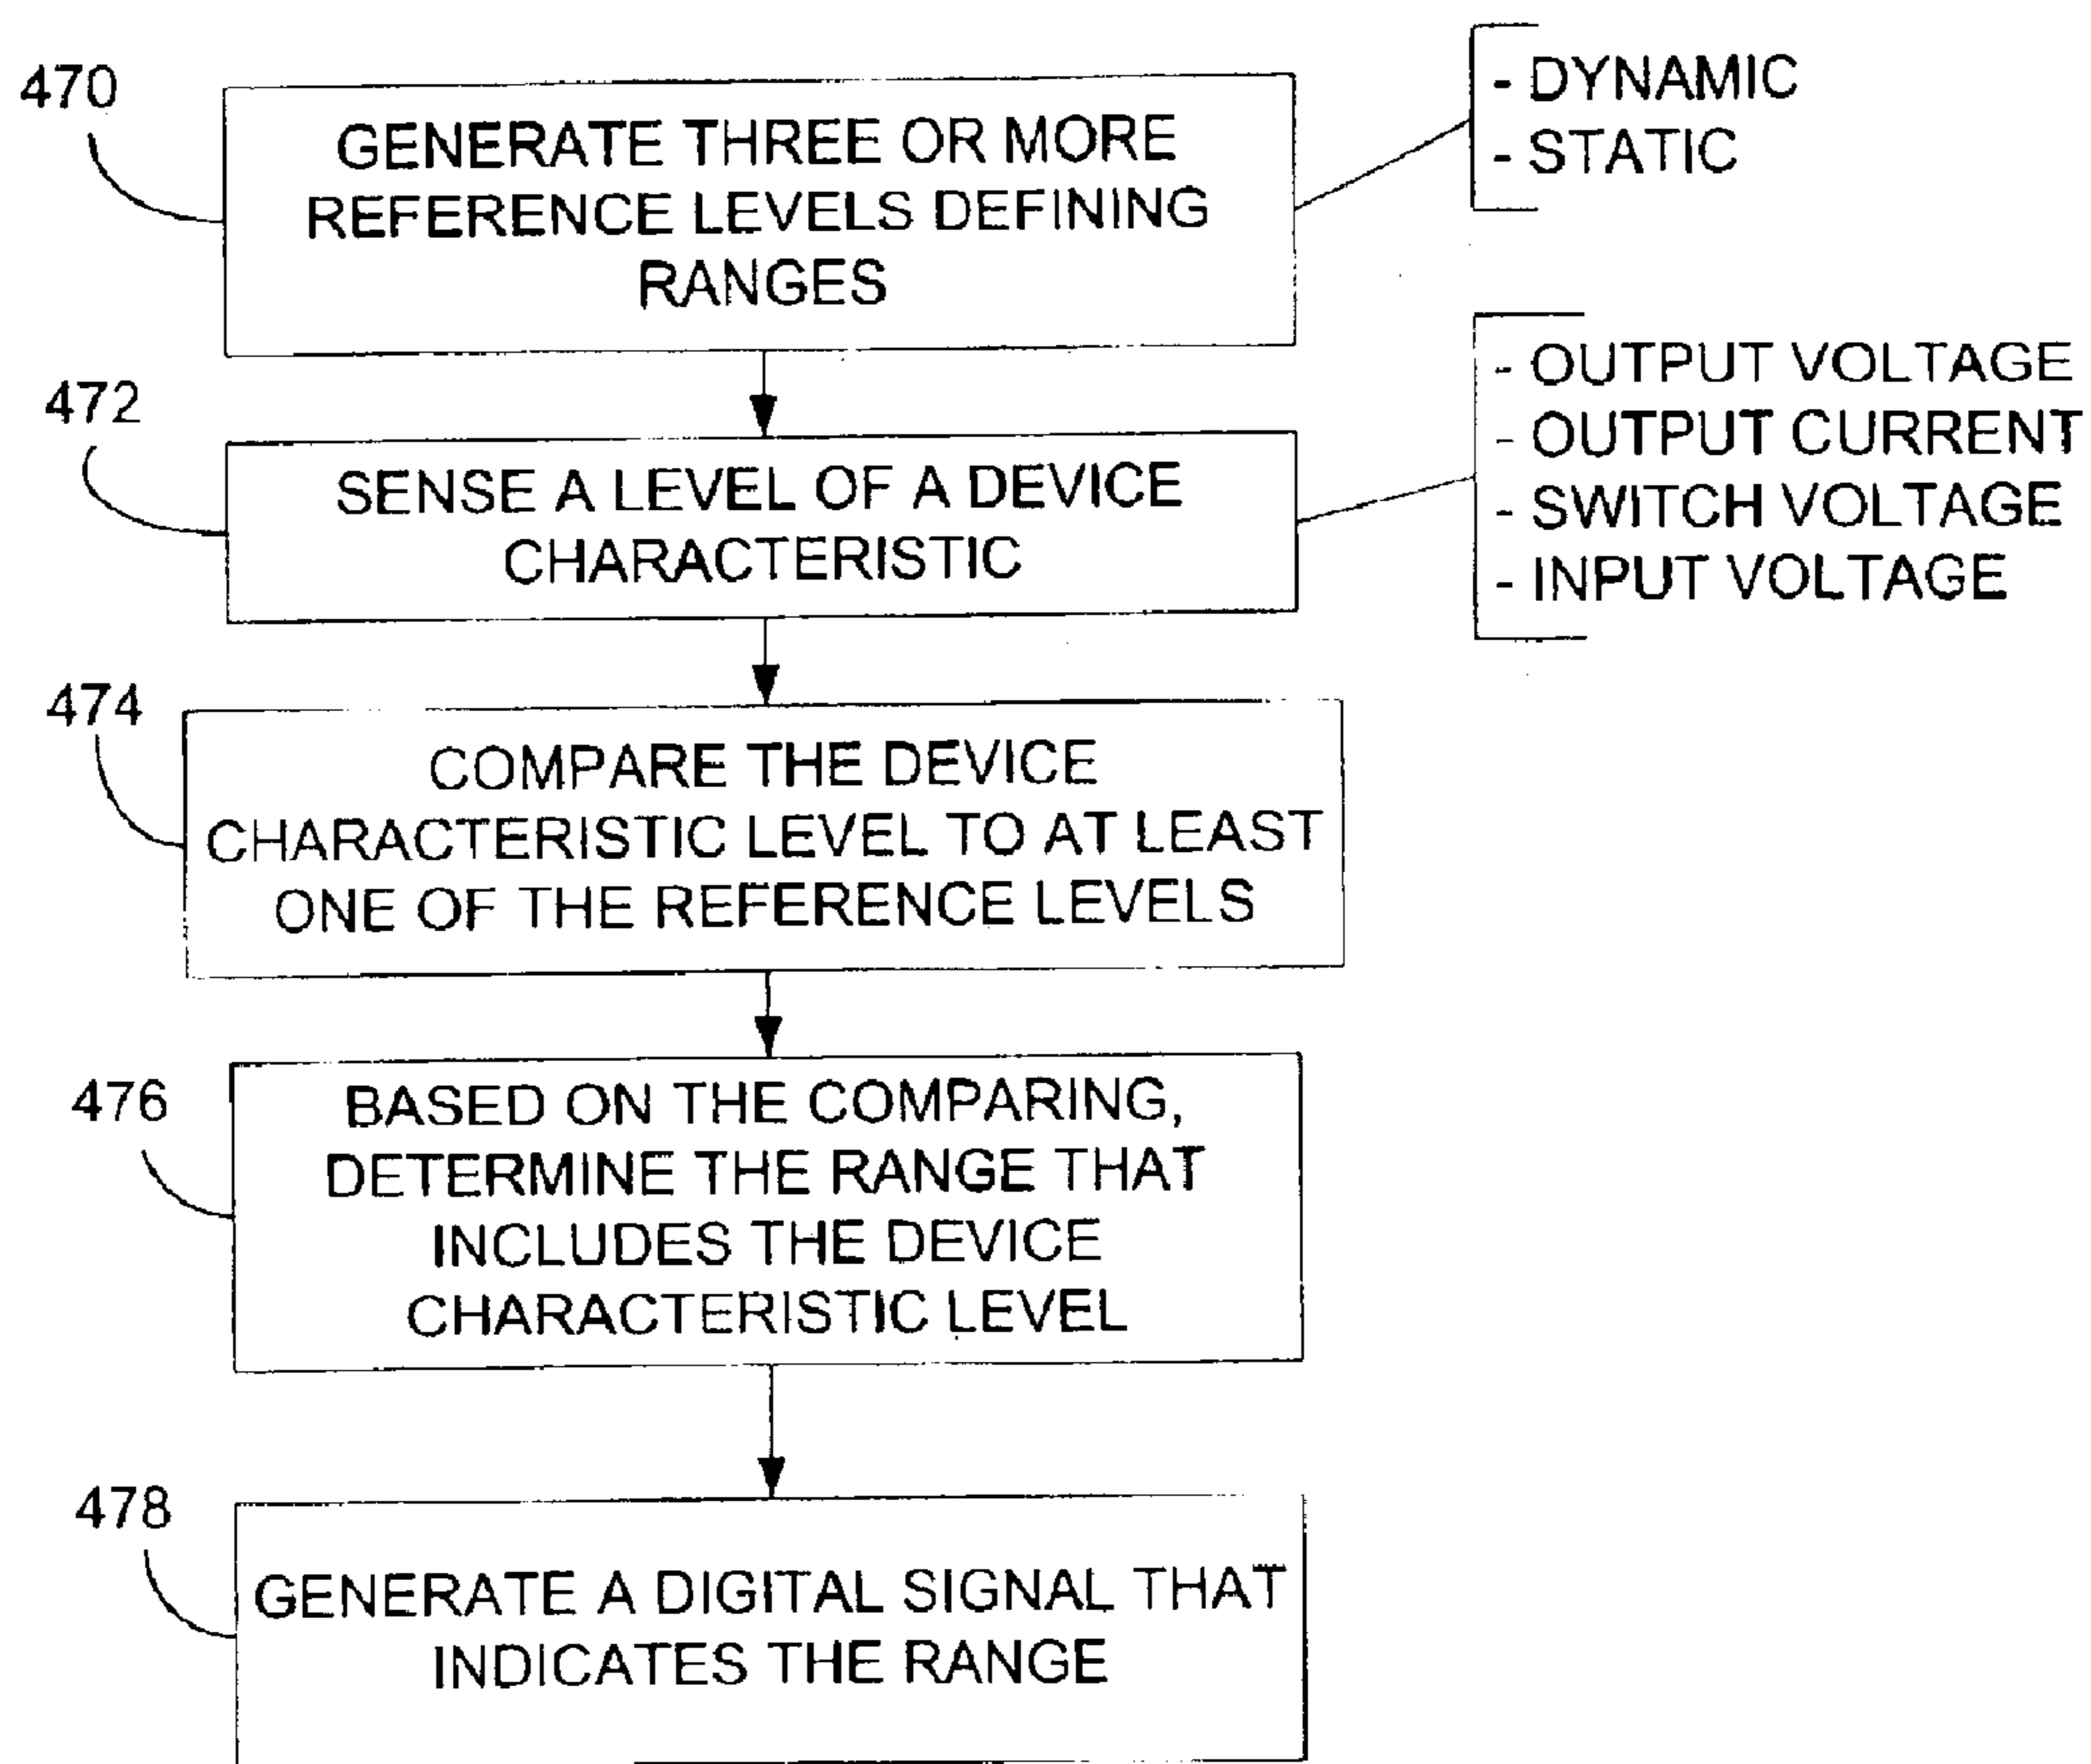 470
GENERATE THREE OR MORE
REFERENCE LEVELS DEFINING
RANGES
- DYNAMIC
- STATIC
472
SENSE A LEVEL OF A DEVICE
CHARACTERISTIC
- OUTPUT VOLTAGE
- OUTPUT CURRENT
- SWITCH VOLTAGE
- INPUT VOLTAGE
474
COMPARE THE DEVICE
CHARACTERISTIC LEVEL TO AT LEAST
ONE OF THE REFERENCE LEVELS
476
BASED ON THE COMPARING,
DETERMINE THE RANGE THAT
INCLUDES THE DEVICE
CHARACTERISTIC LEVEL
478
GENERATE A DIGITAL SIGNAL THAT
INDICATES THE RANGE